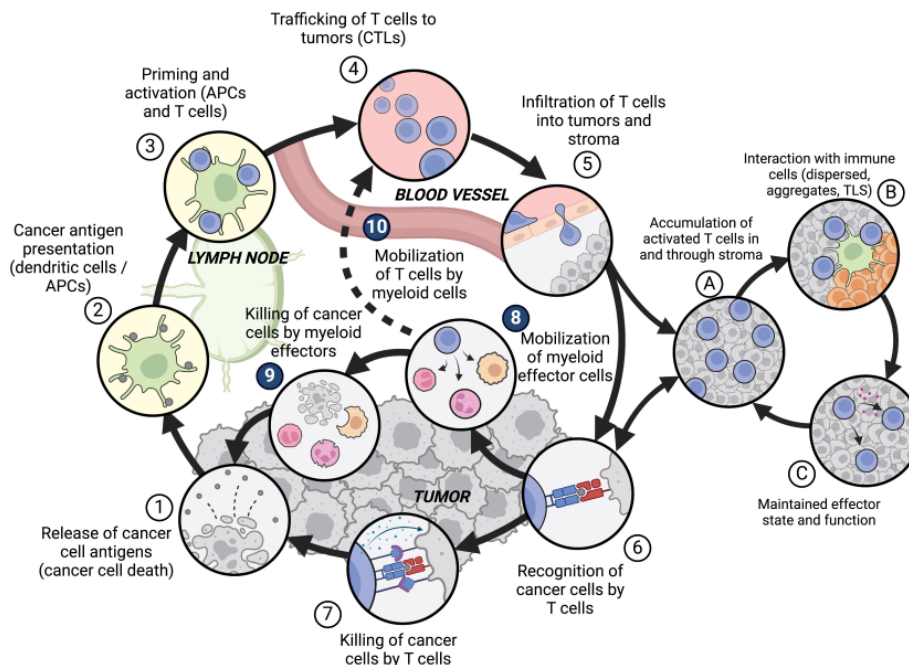 Trafficking of T cells to
tumors (CTLs)
4
Priming and
activation (APCs
and T cells)
3
Infiltration of T cells
into tumors and
stroma
5
BLOOD VESSEL
Interaction with immune
cells (dispersed,
aggregates, TLS)
B
Cancer antigen
presentation
(dendritic cells /
APCs)
2
LYMPH NODE
10
Mobilization
of T cells by
myeloid cells
Accumulation of
activated T cells in
and through stroma
A
Killing of cancer
cells by myeloid
effectors
9
8
Mobilization
of myeloid
effector cells
C
Maintained effector
state and function
TUMOR
1
Release of cancer
cell antigens
(cancer cell death)
6
Recognition of
cancer cells by
T cells
7
Killing of cancer
cells by T cells